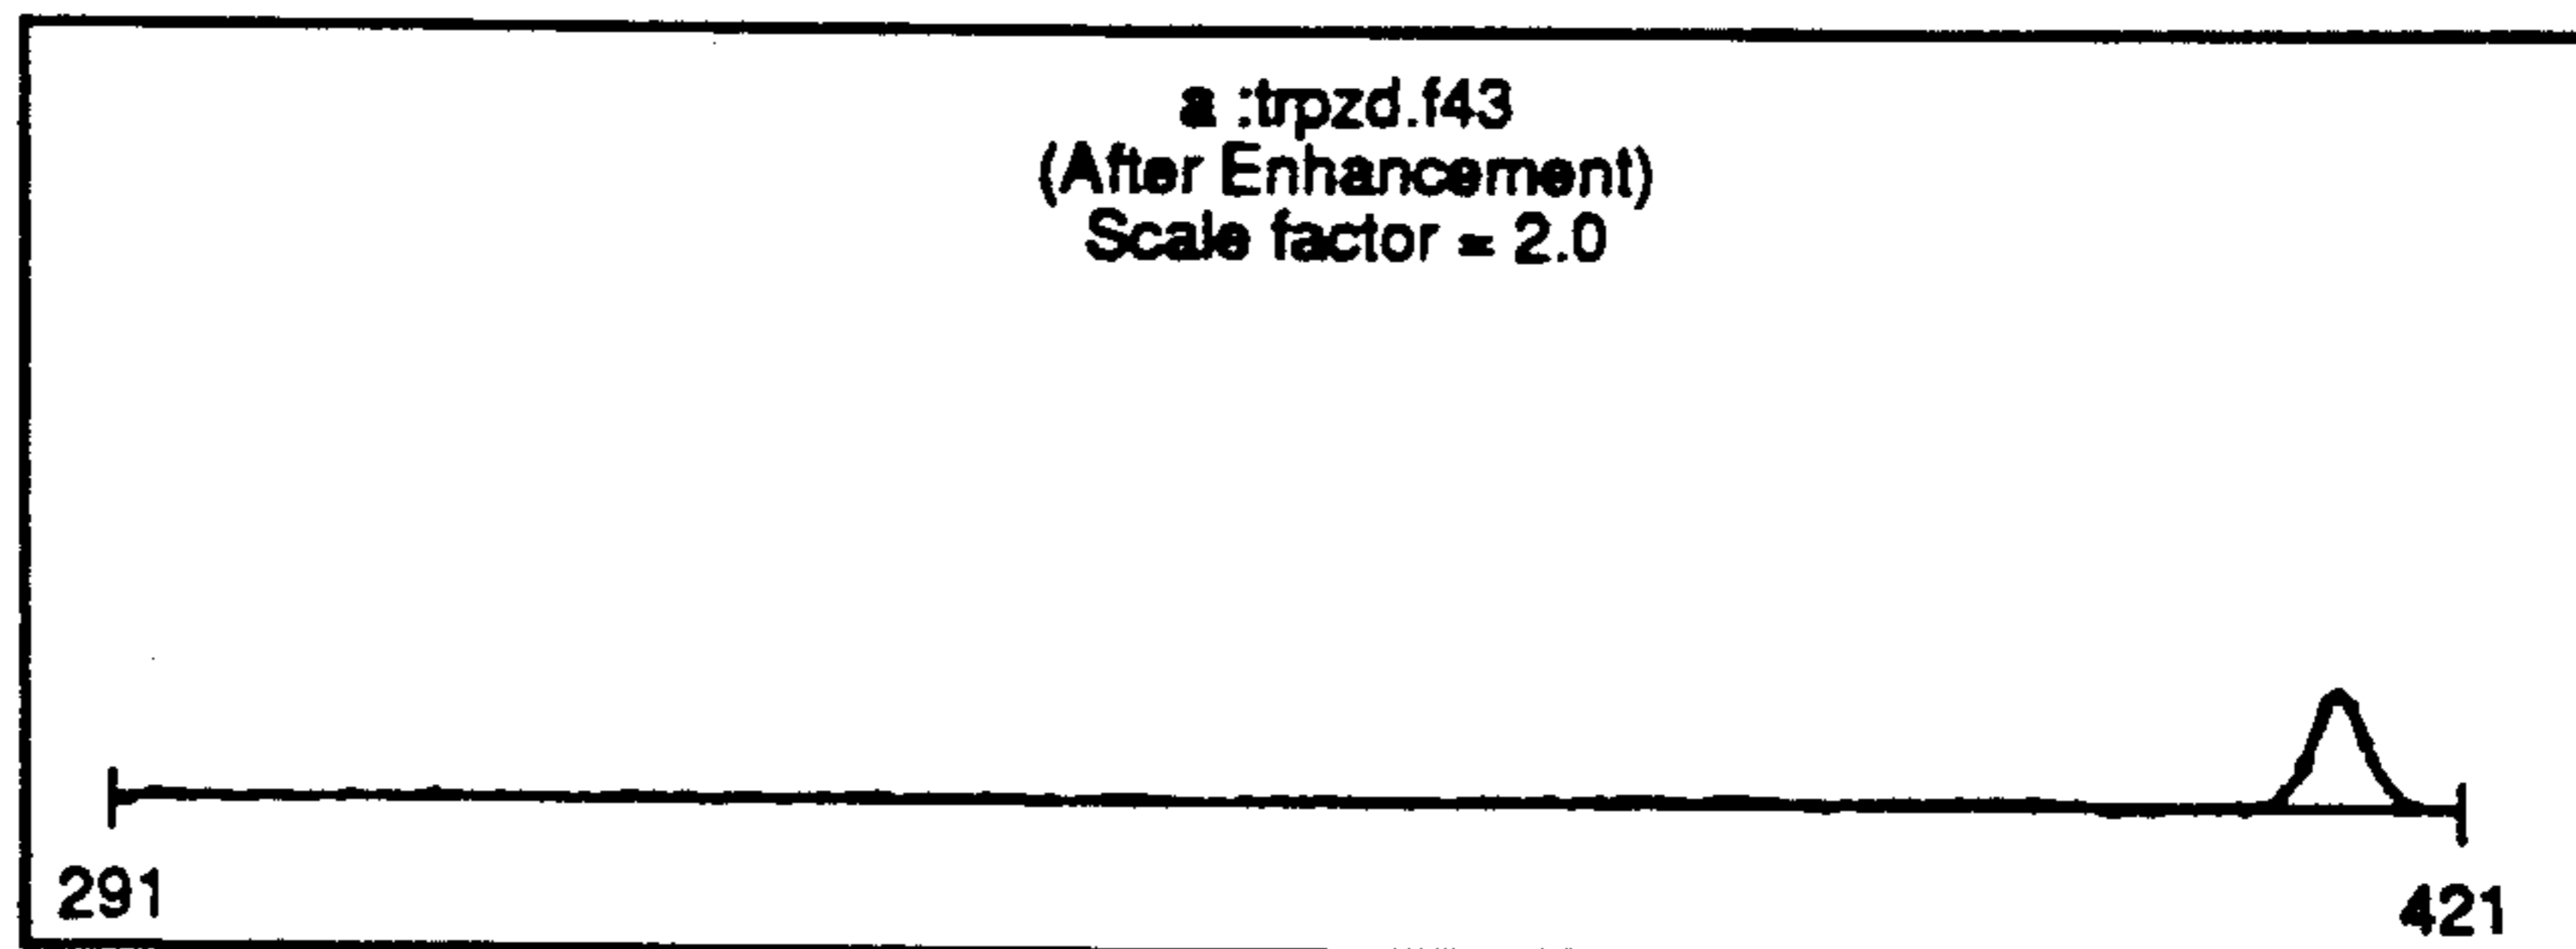 a :trpzd.f43
(After Enhancement)
Scale factor = 2.0
291
421